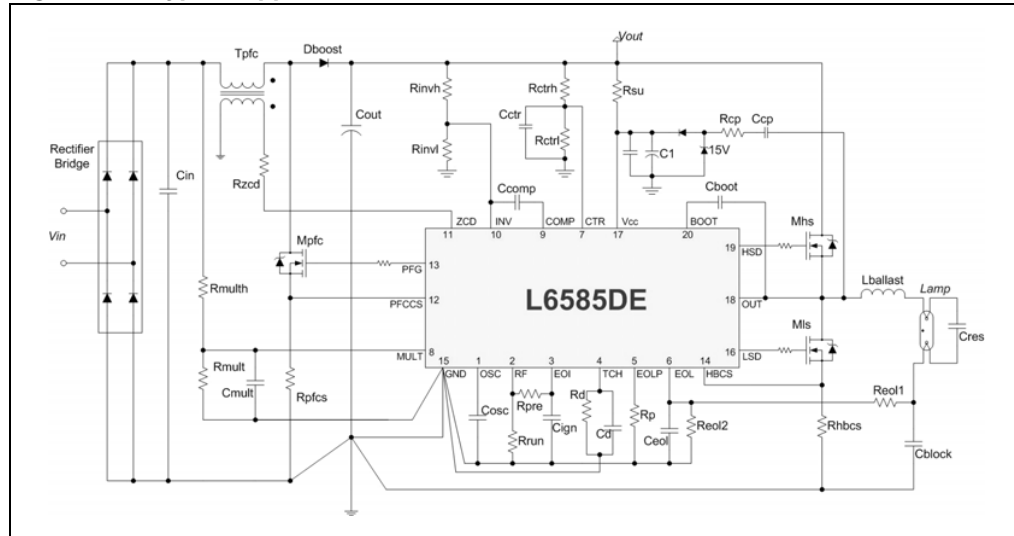 Vout
Tpfc
Dboost
Rinvh
Rctrh
Rsu
Cctr
Rcp
Ccp
Cout
Rinvl
Rctrl
C1
15V
Rectifier
Bridge
Cin
Rzcd
Ccomp
Cboot
ZCD
INV
COMP
CTR
Vcc
BOOT
11
10
9
7
17
20
Mhs
Vin
Mpfc
19
HSD
PFG
13
Lballast
Lamp
L6585DE
Rmulth
PFCCS
12
18
OUT
Mls
Cres
16
LSD
MULT
8
15
1
2
3
4
5
6
14
GND
OSC
RF
EOI
TCH
EOLP
EOL
HBCS
Rmult
Cmult
Rpfcs
Cosc
Rpre
Rd
Rp
Reol1
Cign
Rrun
Cd
Ceol
Reol2
Rhbcs
Cblock